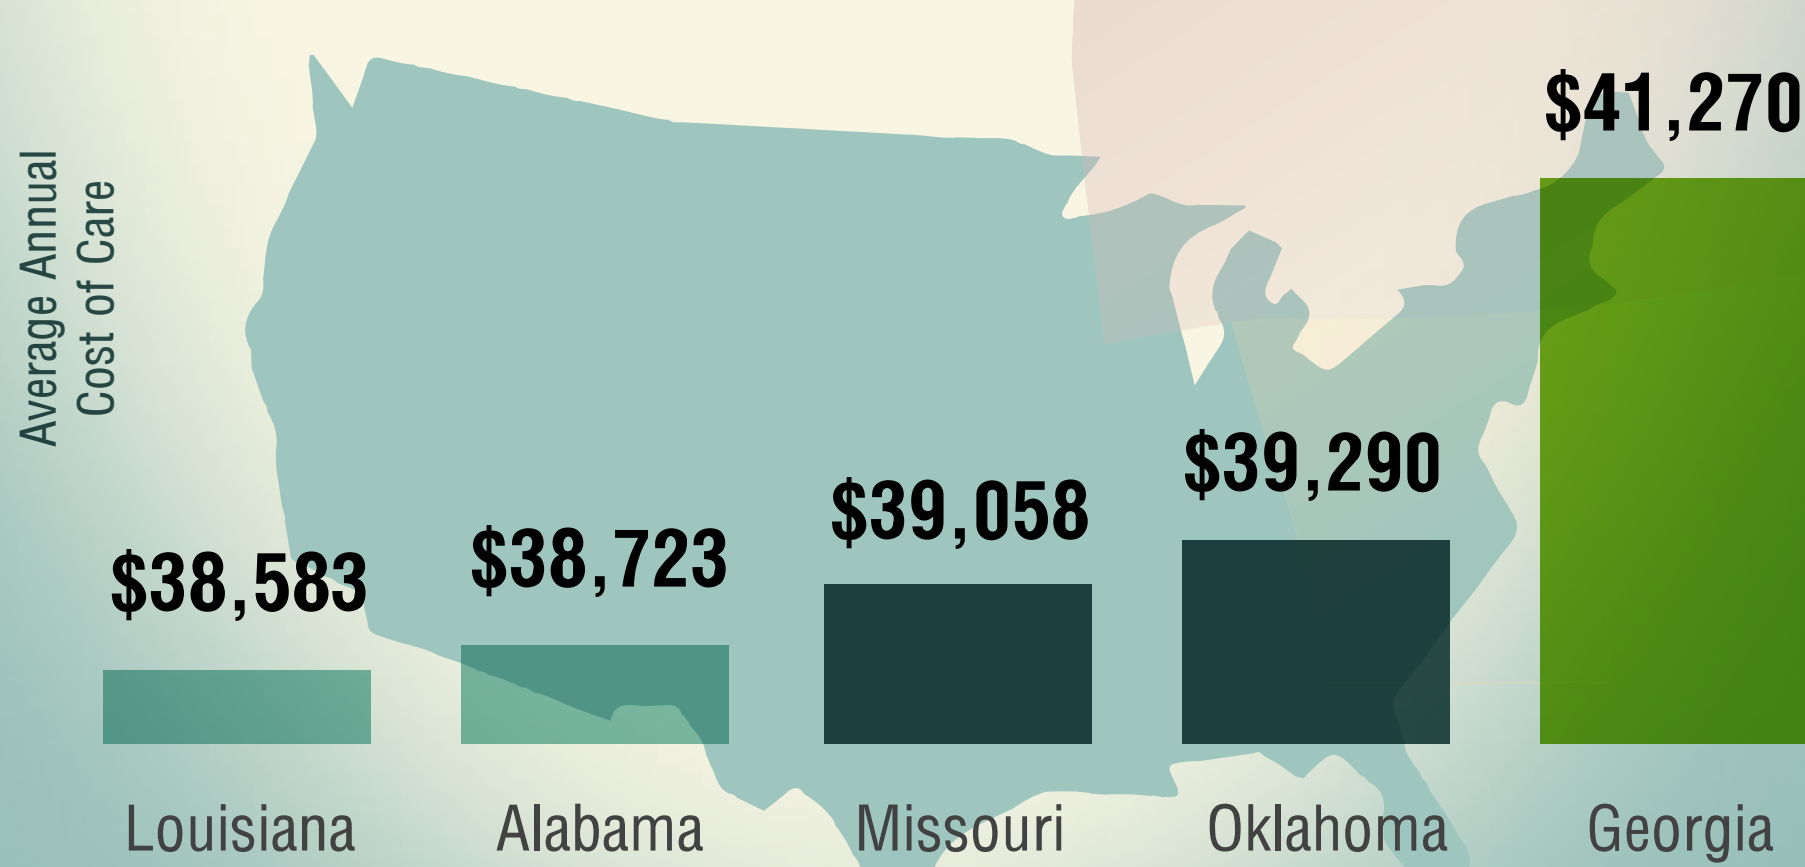 Average Annual
Cost of Care
$38,583
$38,723
$39,058
$39,290
$41,270
Louisiana
Alabama
Missouri
Oklahoma
Georgia